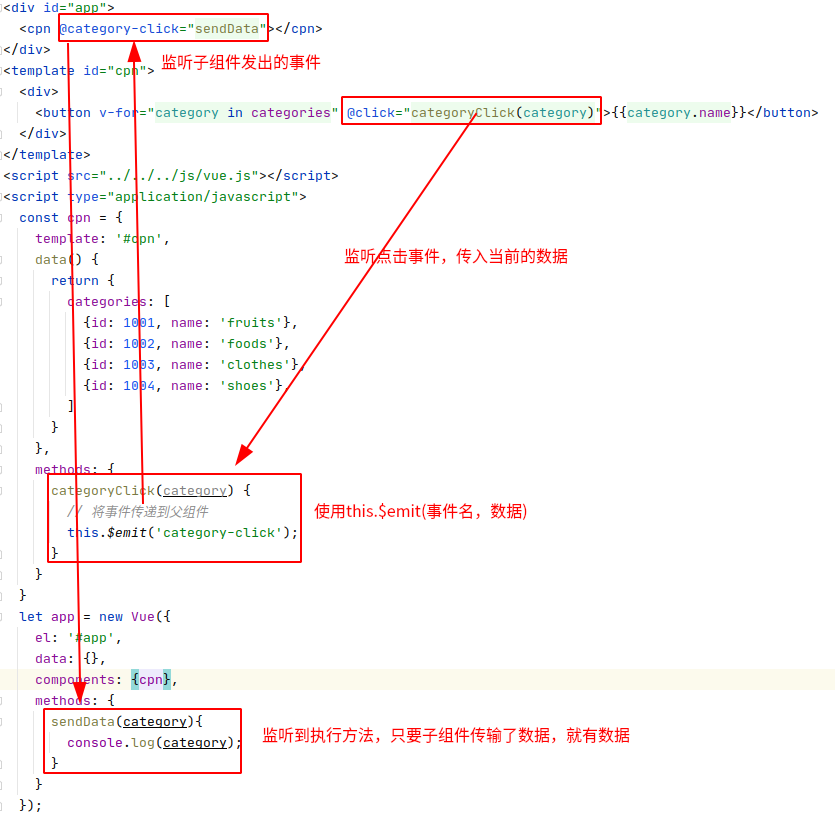 <div id="app">
<cpn @category-click="sendData"></cpn>
</div>
监听子组件发出的事件
<template id="cpn">
<div>
<button v-for="category in categories" @click="categoryClick(category)">{{category.name}}</button>
</div>
</template>
<script src="../../../js/vue.js"></script>
<script type="application/javascript">
const cpn = {
template: '#cpn',
data() {
监听点击事件，传入当前的数据
return {
categories: [
{id: 1001, name: 'fruits'},
{id: 1002, name: 'foods'},
{id: 1003, name: 'clothes'},
{id: 1004, name: 'shoes'},
]
}
},
methods: {
categoryClick(category) {
// 将事件传递到父组件
使用this.$emit(事件名，数据)
this.$emit('category-click');
}
}
}
let app = new Vue({
el: '#app',
data: {},
components: {cpn},
methods: {
sendData(category){
监听到执行方法，只要子组件传输了数据，就有数据
console.log(category);
}
}
});